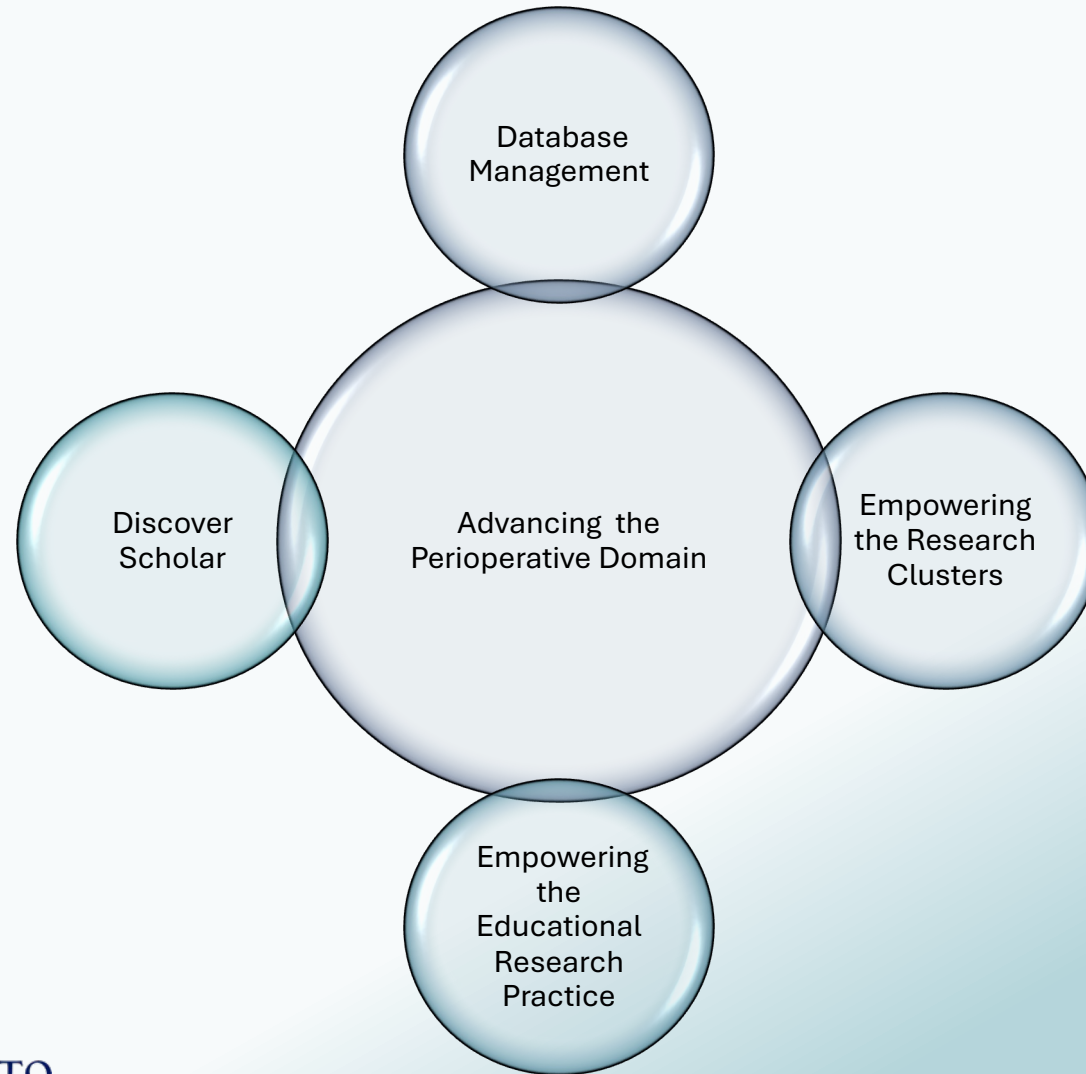 Database
Management
Discover
Scholar
Advancing the
Perioperative Domain
Empowering
the Research
Clusters
Empowering
the
Educational
Research
Practice